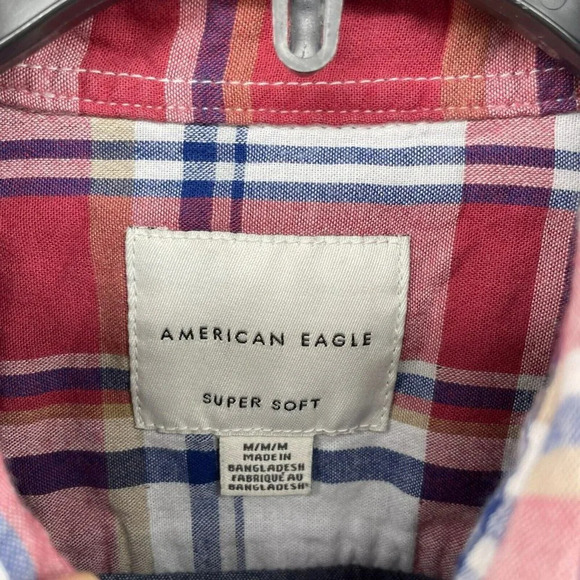 AMERICAN EAGLE
SUPER SOFT
M/M/M
MADE IN
BANGLADESH
FABRIQUÉ AU
BANGLADESH